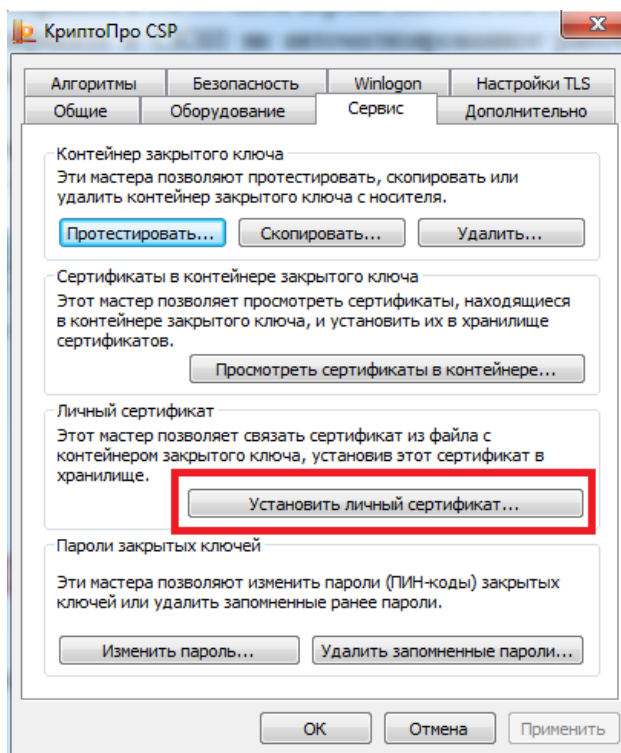 КриптоПро CSP
Алгоритмы Безопасность Winlogon Настройки TLS
Общие Оборудование Сервис Дополнительно
Контейнер закрытого ключа
Эти мастера позволяют протестировать, скопировать или
удалить контейнер закрытого ключа с носителя.
Протестировать... Скопировать... Удалить...
Сертификаты в контейнере закрытого ключа
Этот мастер позволяет просмотреть сертификаты, находящиеся
в контейнере закрытого ключа, и установить их в хранилище
сертификатов.
Просмотреть сертификаты в контейнере...
Личный сертификат
Этот мастер позволяет связать сертификат из файла с
контейнером закрытого ключа, установив этот сертификат в
хранилище.
Установить личный сертификат...
Пароли закрытых ключей
Эти мастера позволяют изменить пароли (ПИН-коды) закрытых
ключей или удалить запомненные ранее пароли.
Изменить пароль... Удалить запомненные пароли...
ОК Отмена Применить